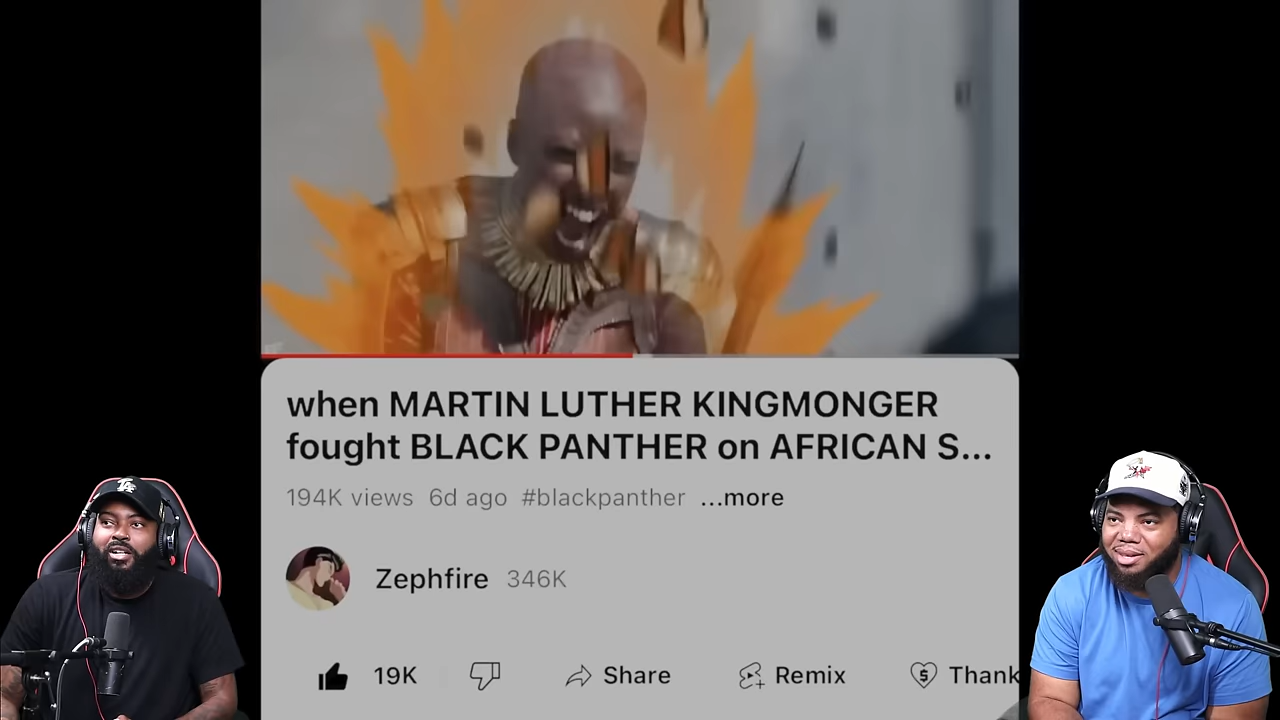 when MARTIN LUTHER KINGMONGER
fought BLACK PANTHER on AFRICAN S...
194K views 6d ago #blackpanther ...more
Zephfire 346K
19K Share Remix Thank
LA